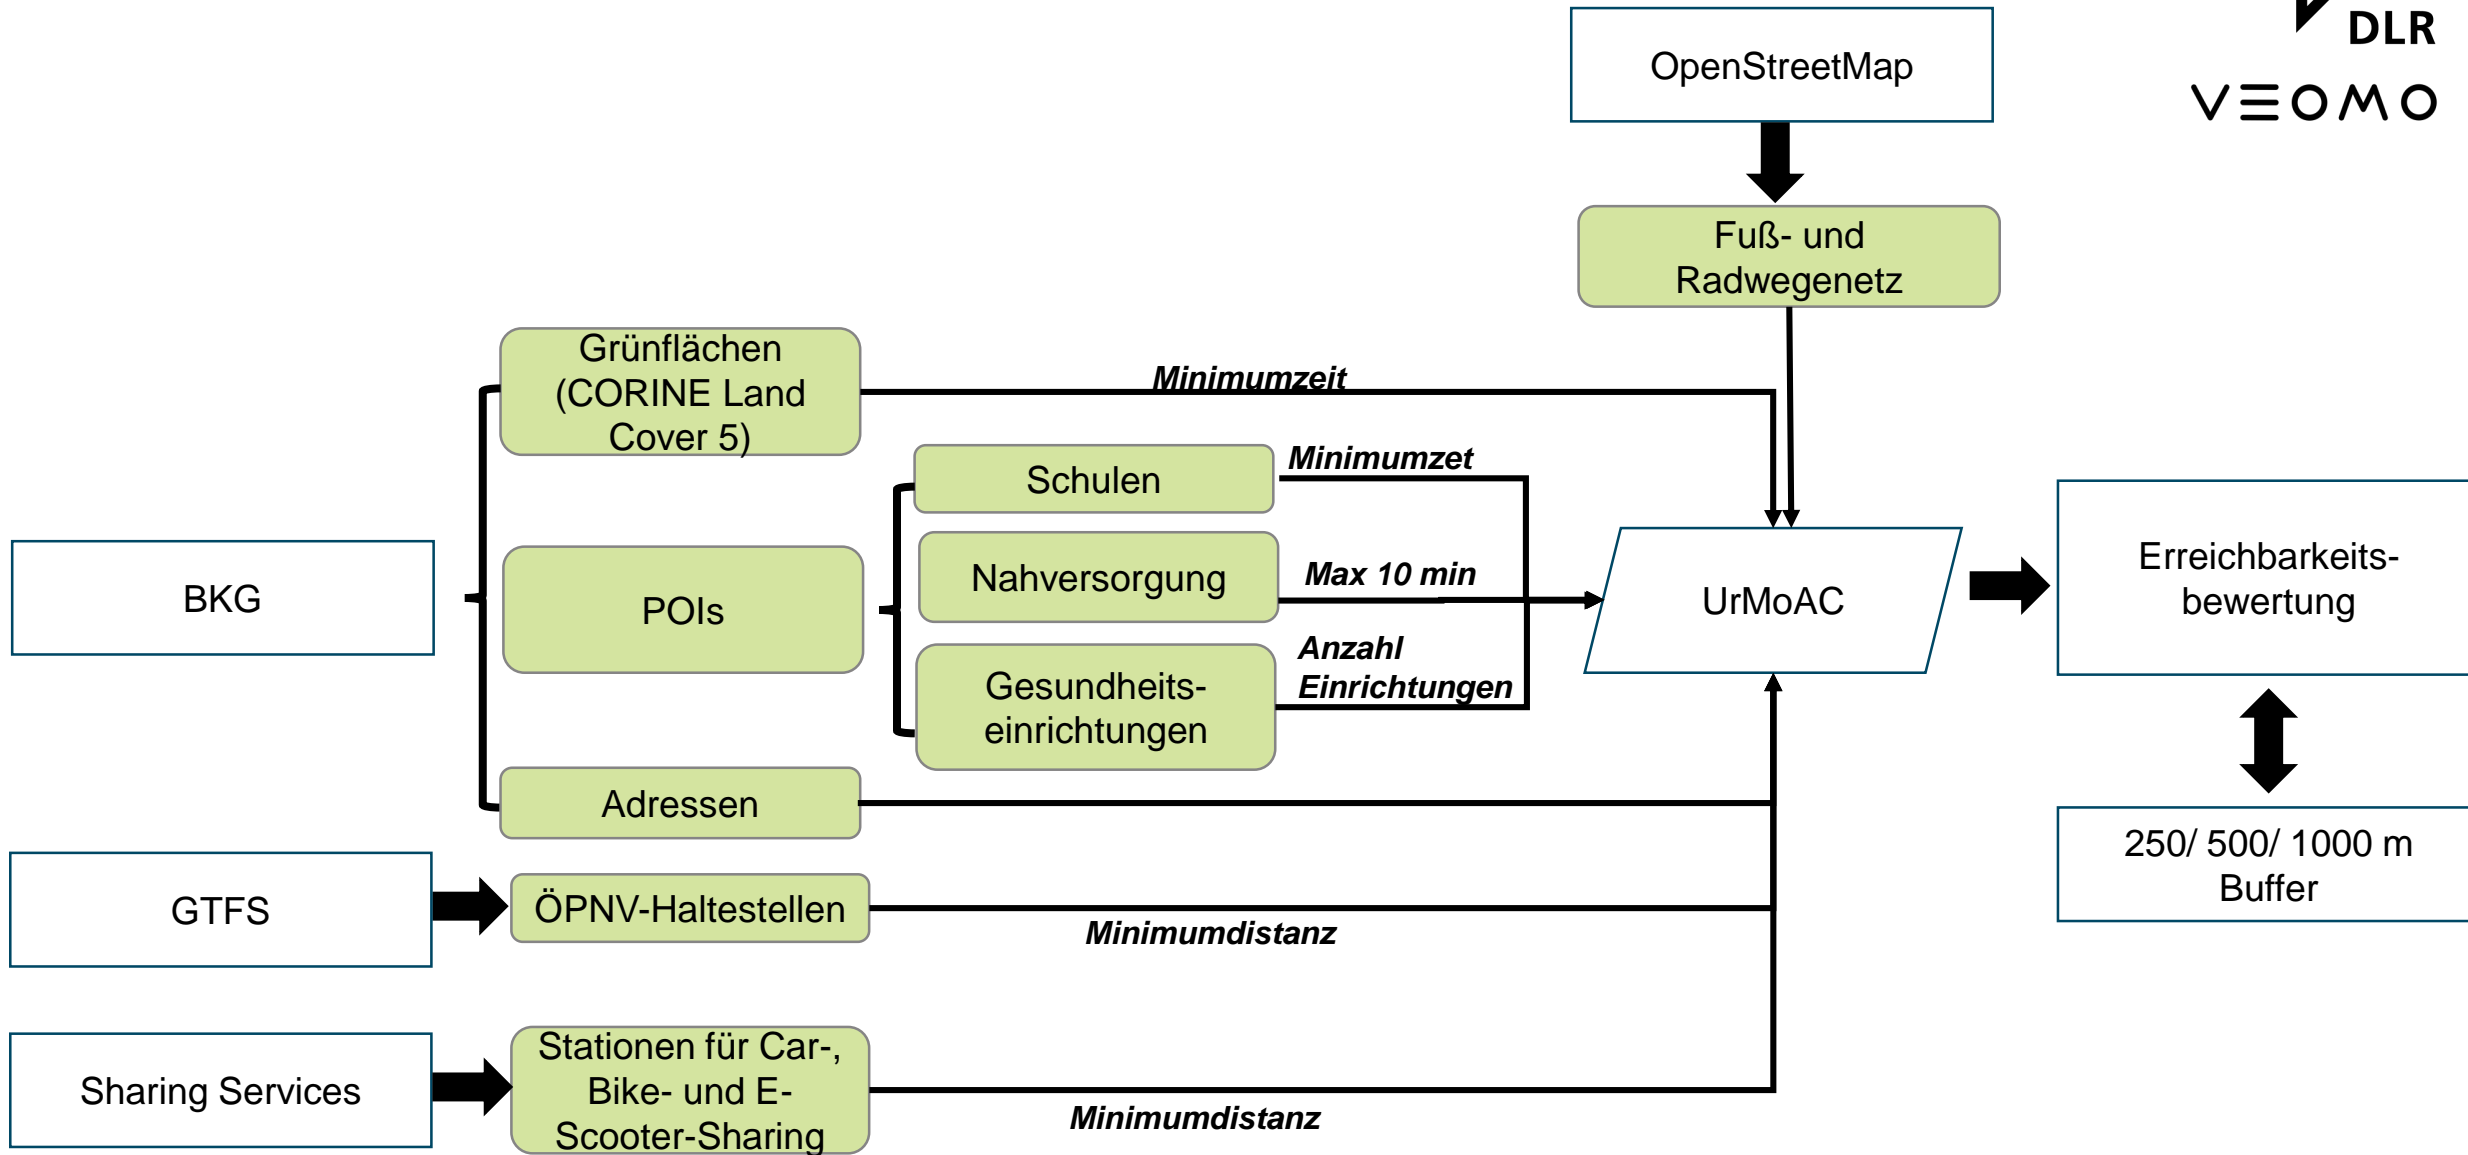 DLR
VEOMO
OpenStreetMap
Fuß- und
Radwegenetz
Grünflächen
(CORINE Land
Cover 5)
Minimumzeit
Schulen
Minimumzet
BKG
POIs
Nahversorgung
Max 10 min
UrMoAC
Erreichbarkeits-
bewertung
Gesundheits-
einrichtungen
Anzahl
Einrichtungen
Adressen
250/ 500/ 1000 m
Buffer
GTFS
ÖPNV-Haltestellen
Minimumdistanz
Sharing Services
Stationen für Car-,
Bike- und E-
Scooter-Sharing
Minimumdistanz